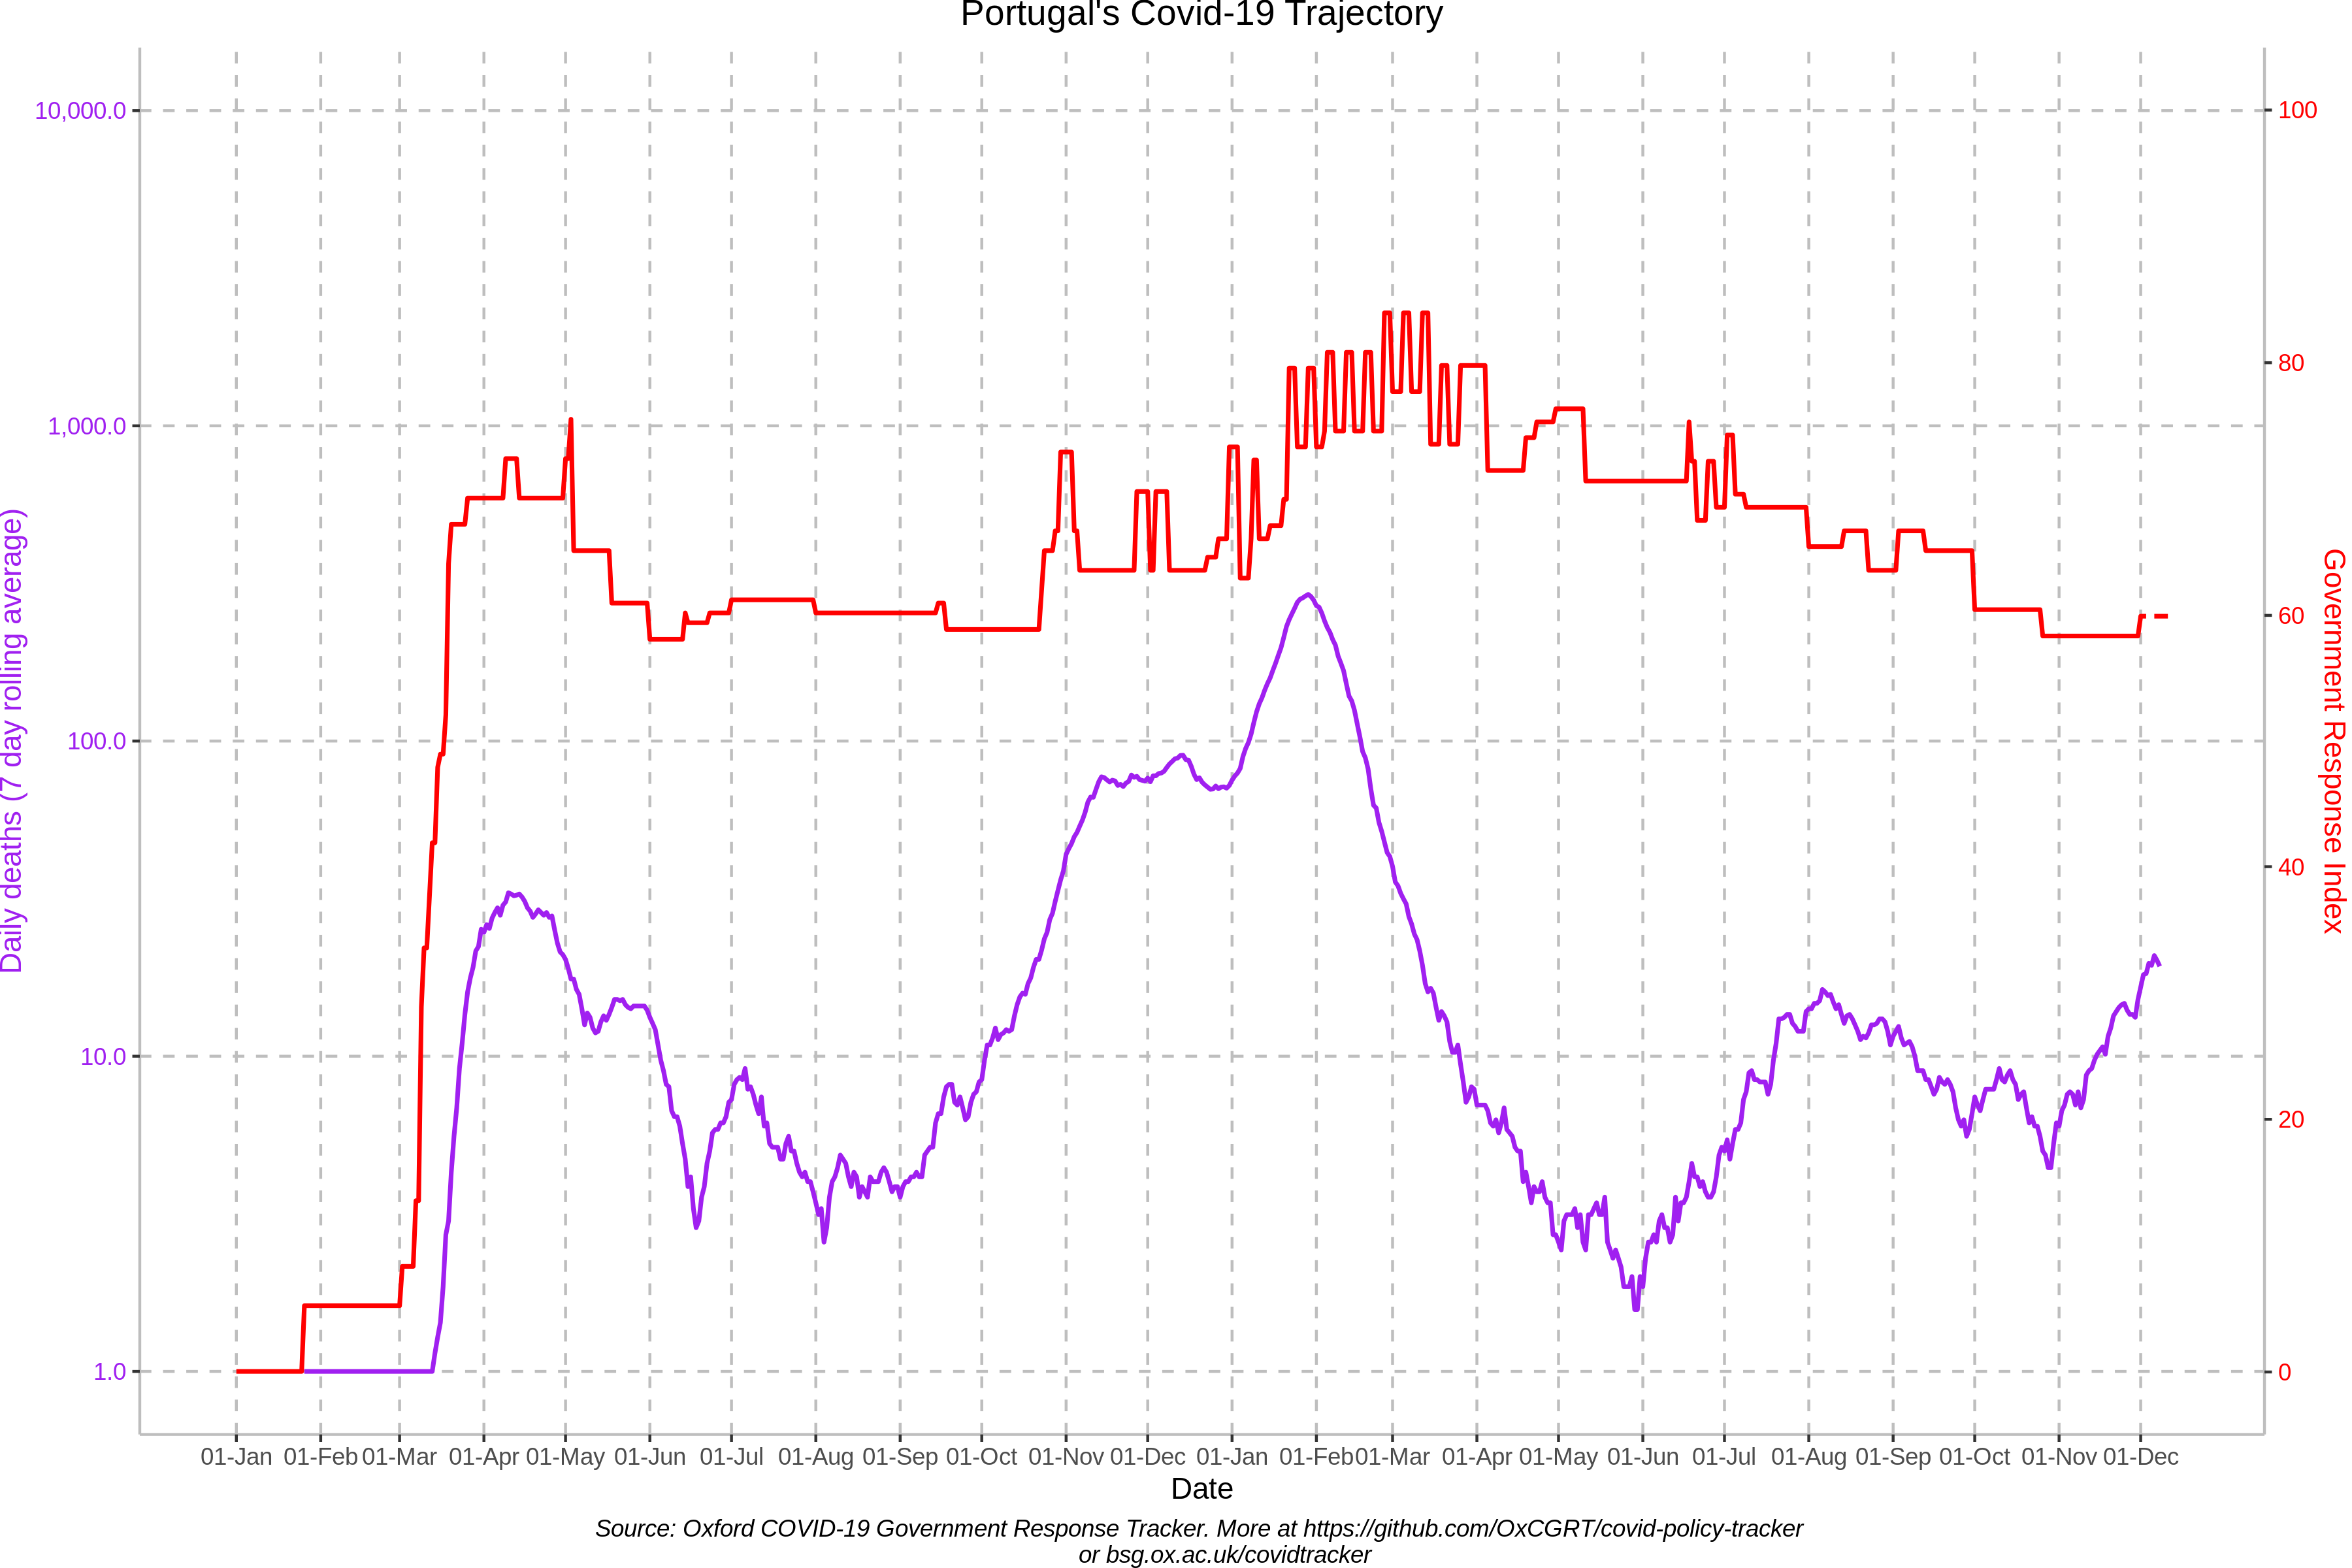 Portugal's Covid-19 Trajectory
10,000.0
1,000.0
100.0
10.0
1.0
Daily deaths (7 day rolling average)
100
80
60
40
20
0
Government Response Index
01-Jan 01-Feb 01-Mar 01-Apr 01-May 01-Jun 01-Jul 01-Aug 01-Sep 01-Oct 01-Nov 01-Dec 01-Jan 01-Feb 01-Mar 01-Apr 01-May 01-Jun 01-Jul 01-Aug 01-Sep 01-Oct 01-Nov 01-Dec
Date
Source: Oxford COVID-19 Government Response Tracker. More at https://github.com/OxCGRT/covid-policy-tracker
or bsg.ox.ac.uk/covidtracker